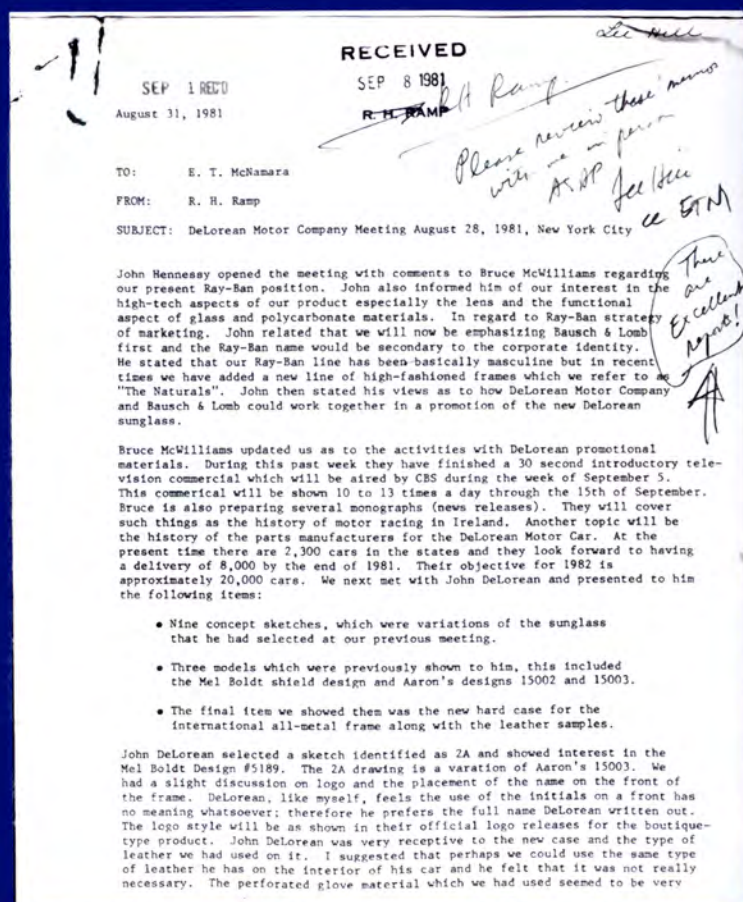 Lee Hill
RECEIVED
SEP 1 REC'D
SEP 8 1981
R. H. RAMP
R H Ramp.
August 31, 1981
Please review these memos
with me in person
ASAP
Lee Hill
cc ETM
TO: E. T. McNamara
FROM: R. H. Ramp
SUBJECT: DeLorean Motor Company Meeting August 28, 1981, New York City
There
are
Excellent
reports!
John Hennessy opened the meeting with comments to Bruce McWilliams regarding
our present Ray-Ban position. John also informed him of our interest in the
high-tech aspects of our product especially the lens and the functional
aspect of glass and polycarbonate materials. In regard to Ray-Ban strategy
of marketing. John related that we will now be emphasizing Bausch & Lomb
first and the Ray-Ban name would be secondary to the corporate identity.
He stated that our Ray-Ban line has been basically masculine but in recent
times we have added a new line of high-fashioned frames which we refer to as
"The Naturals". John then stated his views as to how DeLorean Motor Company
and Bausch & Lomb could work together in a promotion of the new DeLorean
sunglass.
Bruce McWilliams updated us as to the activities with DeLorean promotional
materials. During this past week they have finished a 30 second introductory tele-
vision commercial which will be aired by CBS during the week of September 5.
This commerical will be shown 10 to 13 times a day through the 15th of September.
Bruce is also preparing several monographs (news releases). They will cover
such things as the history of motor racing in Ireland. Another topic will be
the history of the parts manufacturers for the DeLorean Motor Car. At the
present time there are 2,300 cars in the states and they look forward to having
a delivery of 8,000 by the end of 1981. Their objective for 1982 is
approximately 20,000 cars. We next met with John DeLorean and presented to him
the following items:
• Nine concept sketches, which were variations of the sunglass
that he had selected at our previous meeting.
• Three models which were previously shown to him, this included
the Mel Boldt shield design and Aaron's designs 15002 and 15003.
• The final item we showed them was the new hard case for the
international all-metal frame along with the leather samples.
John DeLorean selected a sketch identified as 2A and showed interest in the
Mel Boldt Design #5189. The 2A drawing is a varation of Aaron's 15003. We
had a slight discussion on logo and the placement of the name on the front of
the frame. DeLorean, like myself, feels the use of the initials on a front has
no meaning whatsoever; therefore he prefers the full name DeLorean written out.
The logo style will be as shown in their official logo releases for the boutique-
type product. John DeLorean was very receptive to the new case and the type of
leather we had used on it. I suggested that perhaps we could use the same type
of leather he has on the interior of his car and he felt that it was not really
necessary. The perforated glove material which we had used seemed to be very